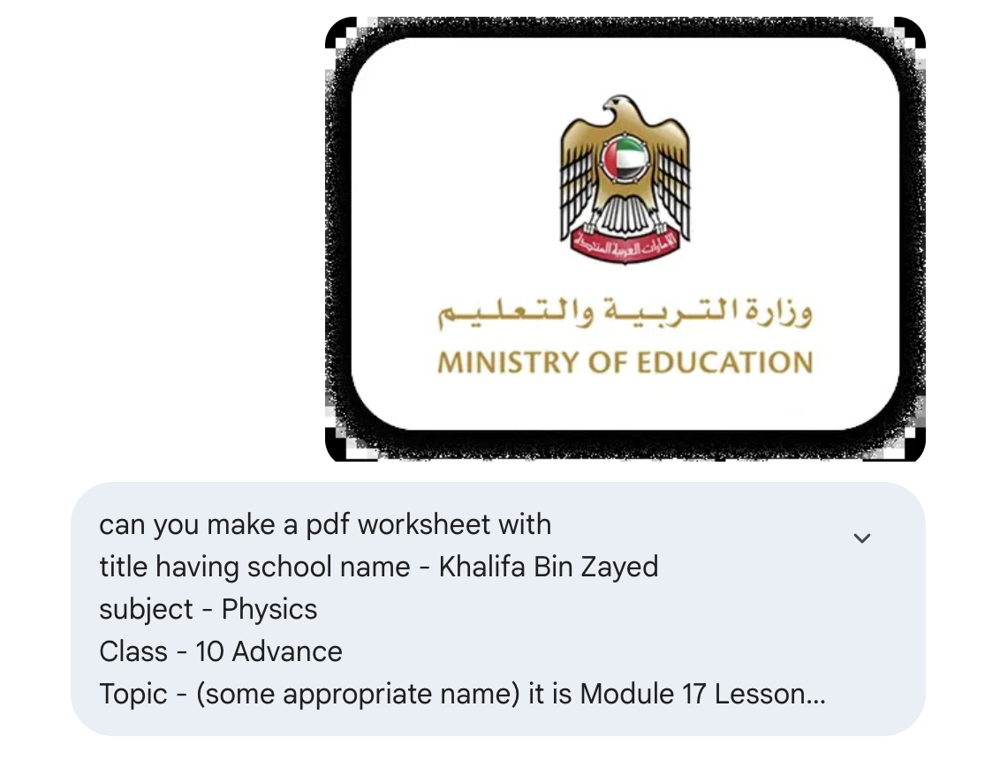 الإمارات العربية المتحدة
وزارة التربية والتعليم
MINISTRY OF EDUCATION
can you make a pdf worksheet with
title having school name - Khalifa Bin Zayed
subject - Physics
Class - 10 Advance
Topic - (some appropriate name) it is Module 17 Lesson...